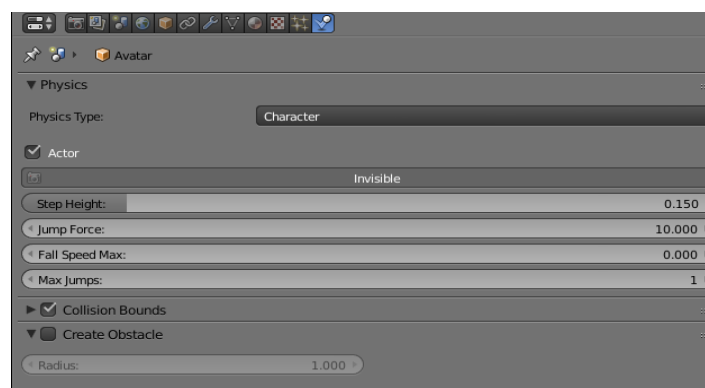 Avatar
Physics
Physics Type: Character
Actor
Invisible
Step Height: 0.150
Jump Force: 10.000
Fall Speed Max: 0.000
Max Jumps: 1
Collision Bounds
Create Obstacle
Radius: 1.000